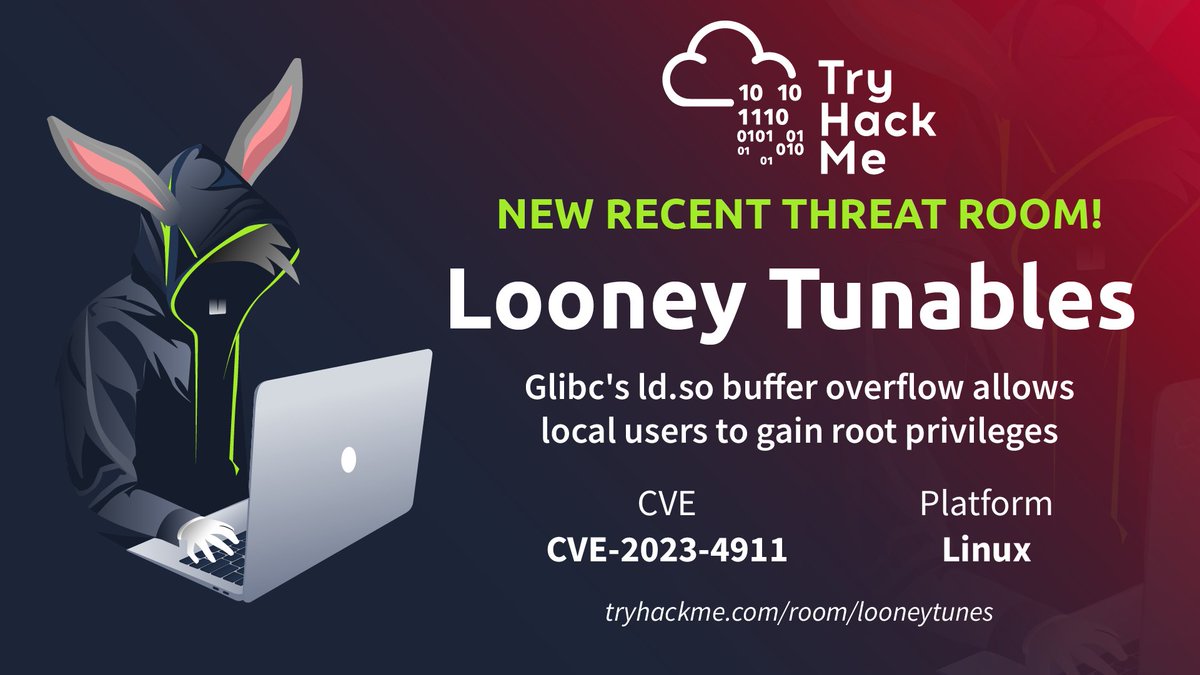 10 10
1110
0101 01
01 010
01
Try
Hack
Me
NEW RECENT THREAT ROOM!
Looney Tunables
Glibc's ld.so buffer overflow allows
local users to gain root privileges
CVE
CVE-2023-4911
Platform
Linux
tryhackme.com/room/looneytunes